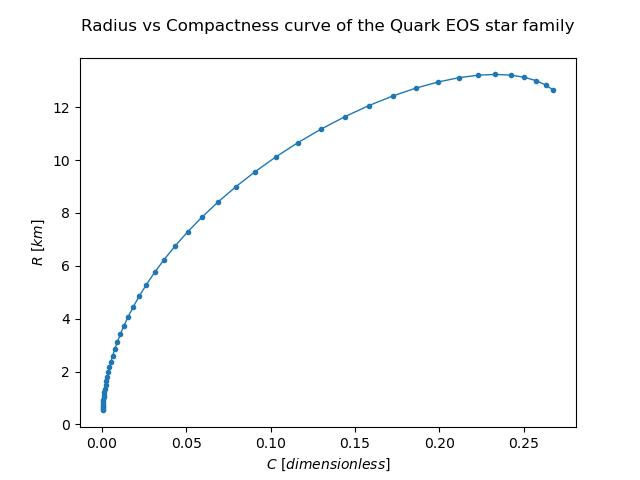 Radius vs Compactness curve of the Quark EOS star family
12
10
8
6
4
2
0
R [km]
0.00 0.05 0.10 0.15 0.20 0.25
C [dimensionless]